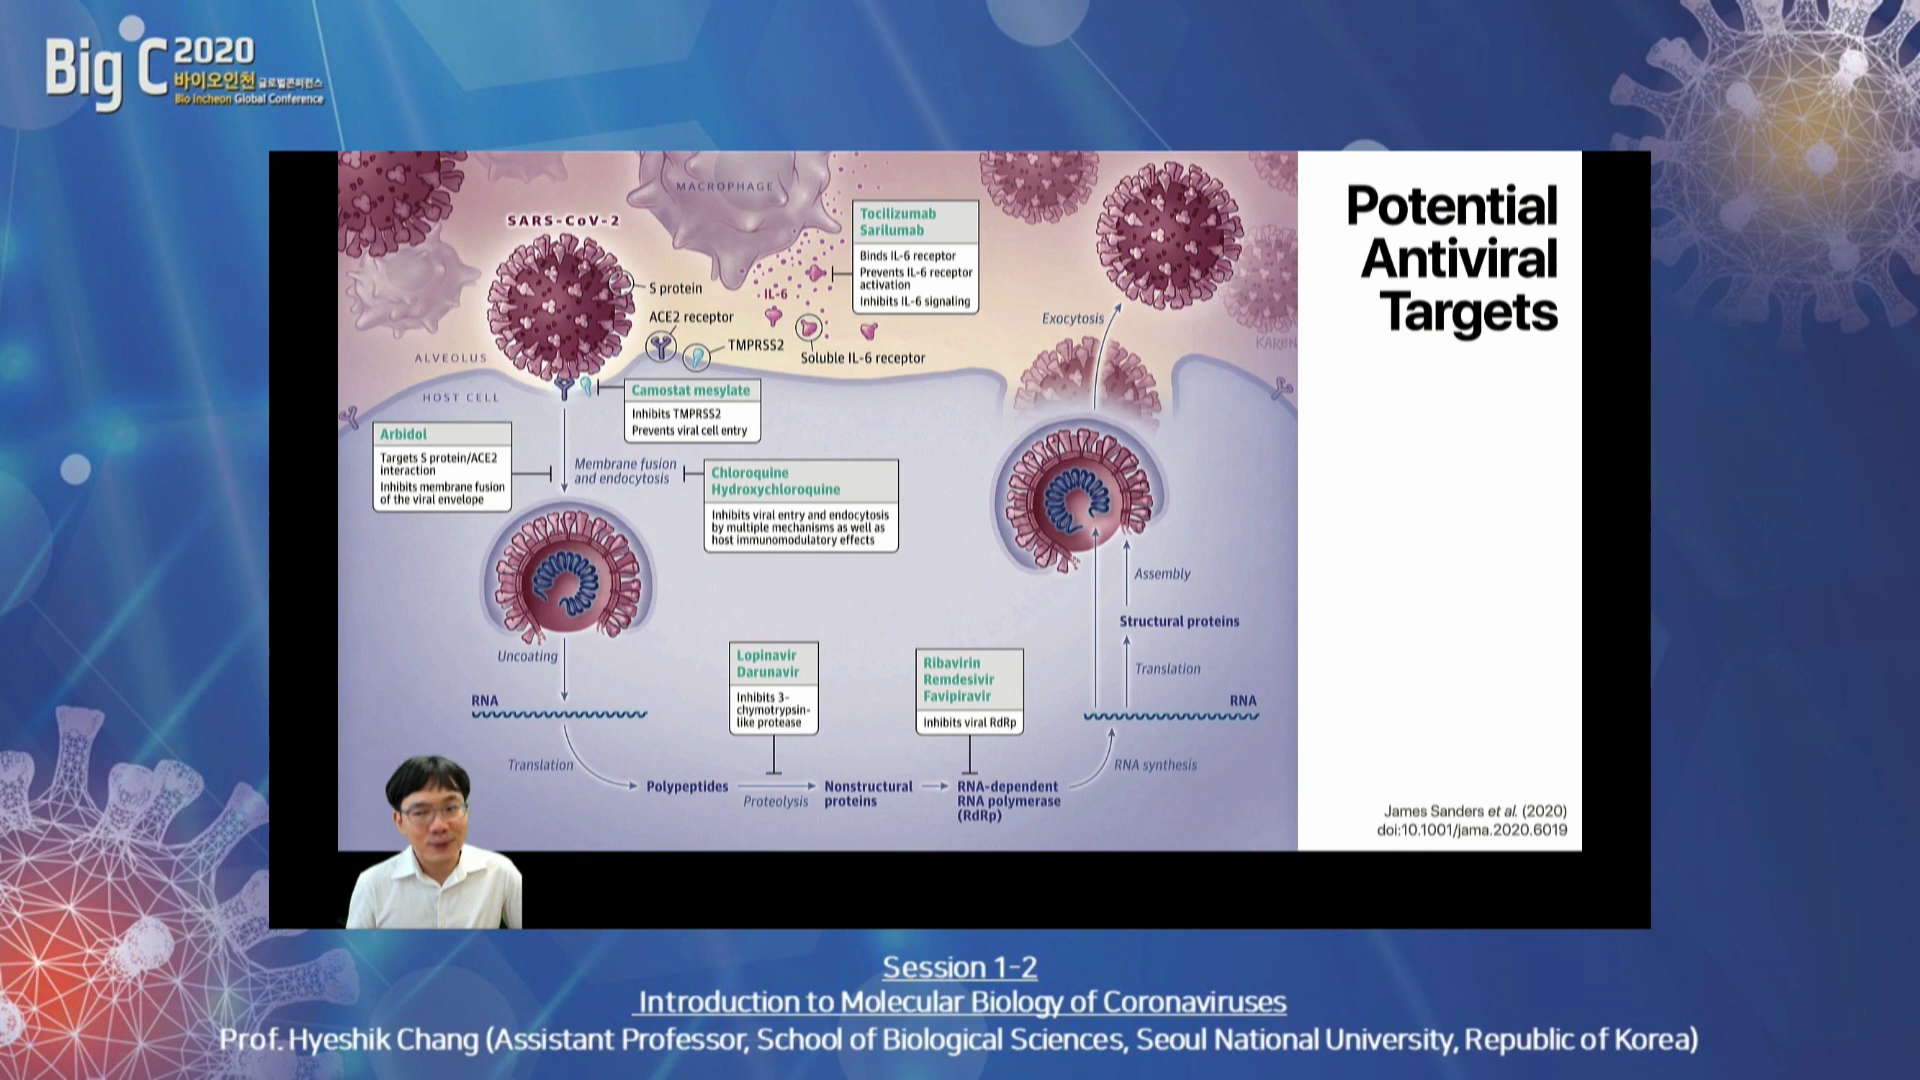 Big C 2020
바이오인천 글로벌콘퍼런스
Bio Incheon Global Conference
Potential
Antiviral
Targets
MACROPHAGE
SARS-CoV-2
Tocilizumab
Sarilumab
Binds IL-6 receptor
Prevents IL-6 receptor
activation
Inhibits IL-6 signaling
S protein
IL-6
ACE2 receptor
TMPRSS2
Soluble IL-6 receptor
Exocytosis
KAREN
ALVEOLUS
HOST CELL
Camostat mesylate
Inhibits TMPRSS2
Prevents viral cell entry
Arbidol
Targets S protein/ACE2
interaction
Inhibits membrane fusion
of the viral envelope
Membrane fusion
and endocytosis
Chloroquine
Hydroxychloroquine
Inhibits viral entry and endocytosis
by multiple mechanisms as well as
host immunomodulatory effects
Assembly
Structural proteins
Translation
Uncoating
RNA
Lopinavir
Darunavir
Inhibits 3-
chymotrypsin-
like protease
Ribavirin
Remdesivir
Favipiravir
Inhibits viral RdRp
RNA
Translation
Polypeptides
Proteolysis
Nonstructural
proteins
RNA-dependent
RNA polymerase
(RdRp)
RNA synthesis
James Sanders et al. (2020)
doi:10.1001/jama.2020.6019
Session 1-2
Introduction to Molecular Biology of Coronaviruses
Prof. Hyeshik Chang (Assistant Professor, School of Biological Sciences, Seoul National University, Republic of Korea)